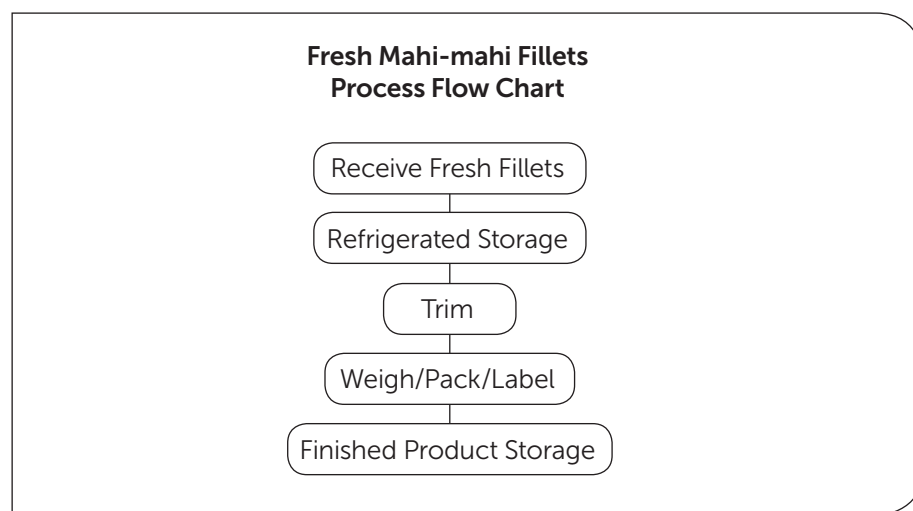 Fresh Mahi-mahi Fillets
Process Flow Chart
Receive Fresh Fillets
Refrigerated Storage
Trim
Weigh/Pack/Label
Finished Product Storage